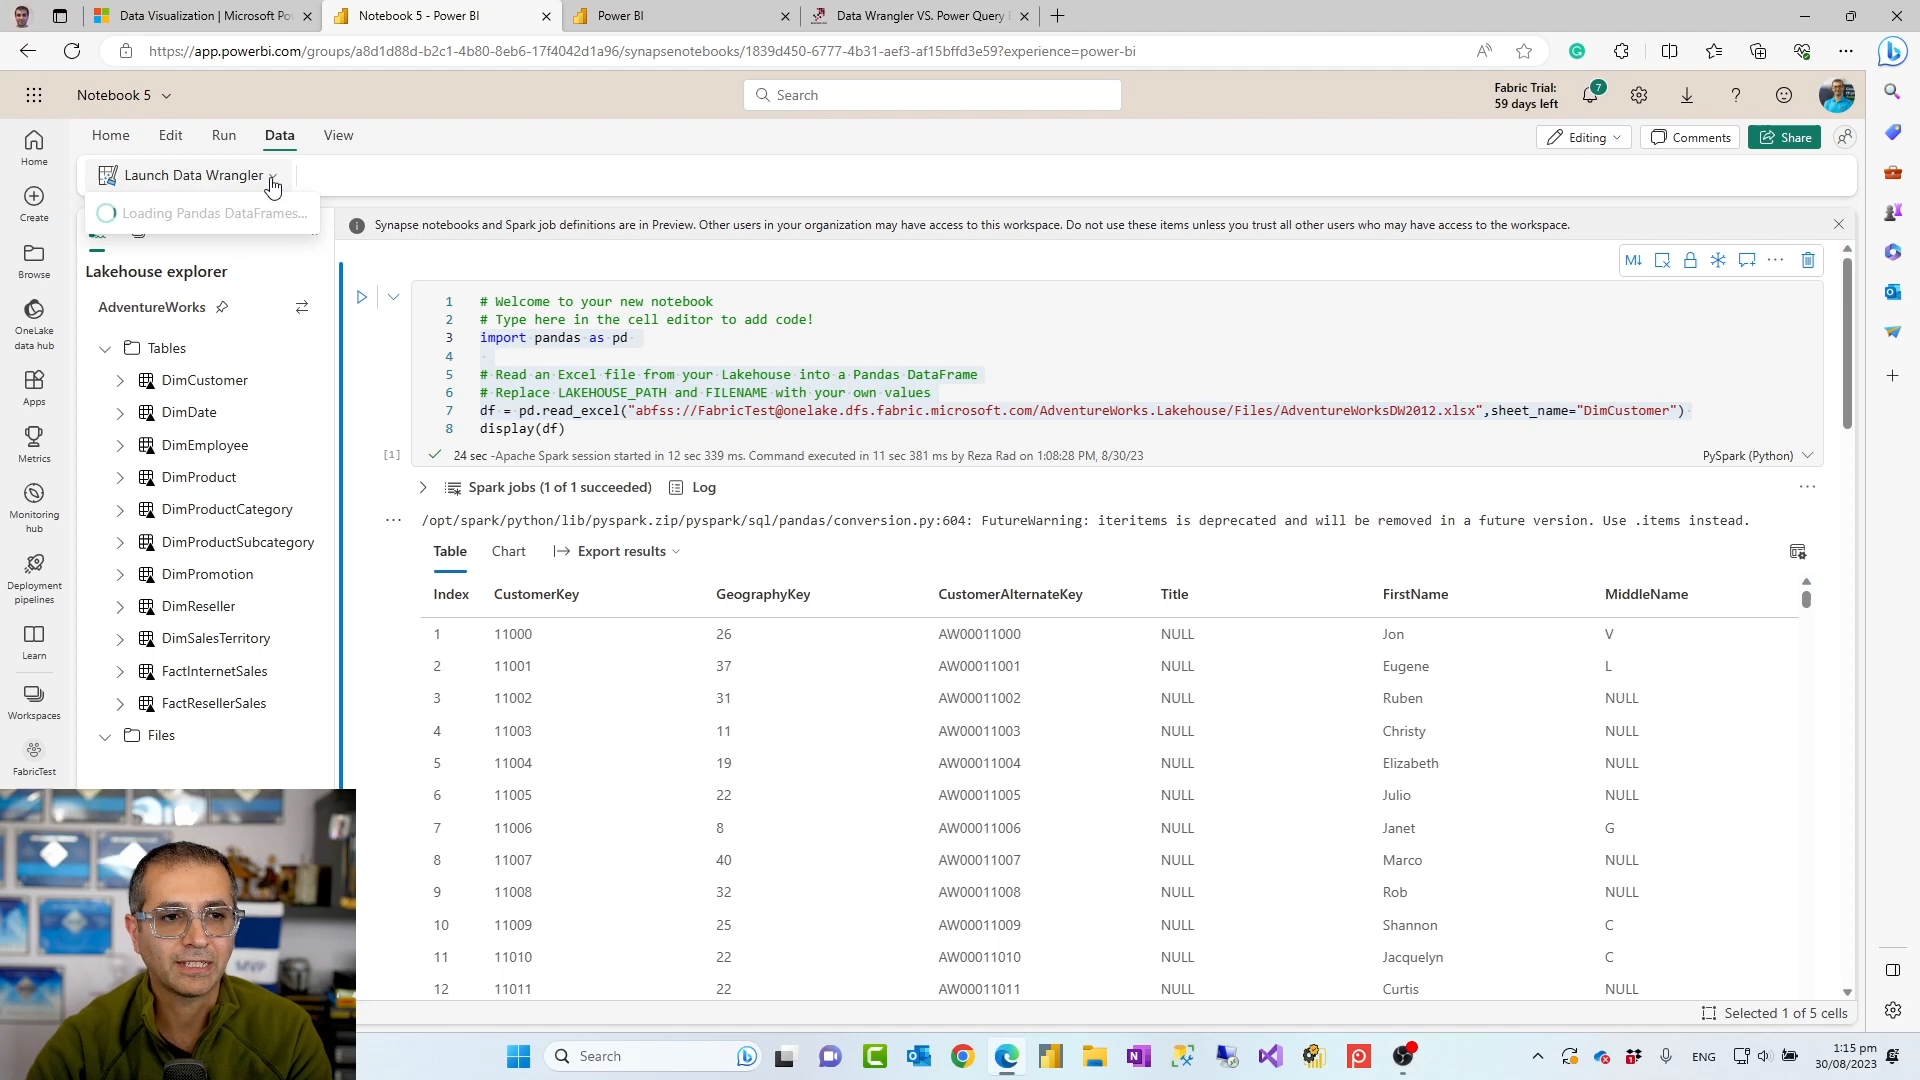 Data Visualization | Microsoft Po
Notebook 5 - Power BI
Power BI
Data Wrangler VS. Power Query
https://app.powerbi.com/groups/a8d1d88d-b2c1-4b80-8eb6-17f4042d1a96/synapsenotebooks/1839d450-6777-4b31-aef3-af15bffd3e59?experience=power-bi
Notebook 5
Search
Fabric Trial:
59 days left
7
Home
Edit
Run
Data
View
Editing
Comments
Share
Launch Data Wrangler
Loading Pandas DataFrames...
Home
Create
Browse
OneLake
data hub
Apps
Metrics
Monitoring
hub
Deployment
pipelines
Learn
Workspaces
FabricTest
Lakehouse explorer
AdventureWorks
Tables
DimCustomer
DimDate
DimEmployee
DimProduct
DimProductCategory
DimProductSubcategory
DimPromotion
DimReseller
DimSalesTerritory
FactInternetSales
FactResellerSales
Files
Synapse notebooks and Spark job definitions are in Preview. Other users in your organization may have access to this workspace. Do not use these items unless you trust all other users who may have access to the workspace.
M↓
1 # Welcome to your new notebook
2 # Type here in the cell editor to add code!
3 import pandas as pd
4
5 # Read an Excel file from your Lakehouse into a Pandas DataFrame
6 # Replace LAKEHOUSE_PATH and FILENAME with your own values
7 df = pd.read_excel("abfss://FabricTest@onelake.dfs.fabric.microsoft.com/AdventureWorks.Lakehouse/Files/AdventureWorksDW2012.xlsx",sheet_name="DimCustomer")
8 display(df)
[1] 24 sec -Apache Spark session started in 12 sec 339 ms. Command executed in 11 sec 381 ms by Reza Rad on 1:08:28 PM, 8/30/23 PySpark (Python)
Spark jobs (1 of 1 succeeded) Log
/opt/spark/python/lib/pyspark.zip/pyspark/sql/pandas/conversion.py:604: FutureWarning: iteritems is deprecated and will be removed in a future version. Use .items instead.
Table Chart Export results
Index CustomerKey GeographyKey CustomerAlternateKey Title FirstName MiddleName
1 11000 26 AW00011000 NULL Jon V
2 11001 37 AW00011001 NULL Eugene L
3 11002 31 AW00011002 NULL Ruben NULL
4 11003 11 AW00011003 NULL Christy NULL
5 11004 19 AW00011004 NULL Elizabeth NULL
6 11005 22 AW00011005 NULL Julio NULL
7 11006 8 AW00011006 NULL Janet G
8 11007 40 AW00011007 NULL Marco NULL
9 11008 32 AW00011008 NULL Rob NULL
10 11009 25 AW00011009 NULL Shannon C
11 11010 22 AW00011010 NULL Jacquelyn C
12 11011 22 AW00011011 NULL Curtis NULL
Selected 1 of 5 cells
MVP
Search
ENG
1:15 pm
30/08/2023